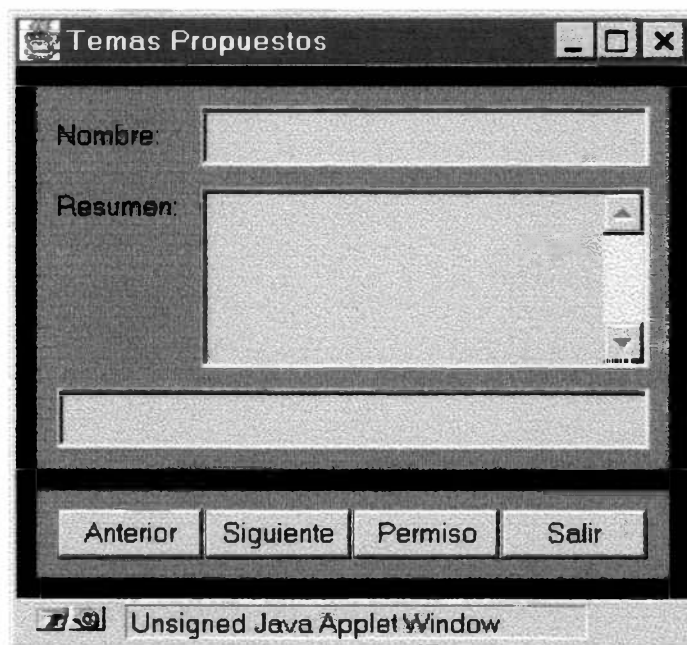 Temas Propuestos
Nombre:
Resumen:
Anterior Siguiente Permiso Salir
Unsigned Java Applet Window